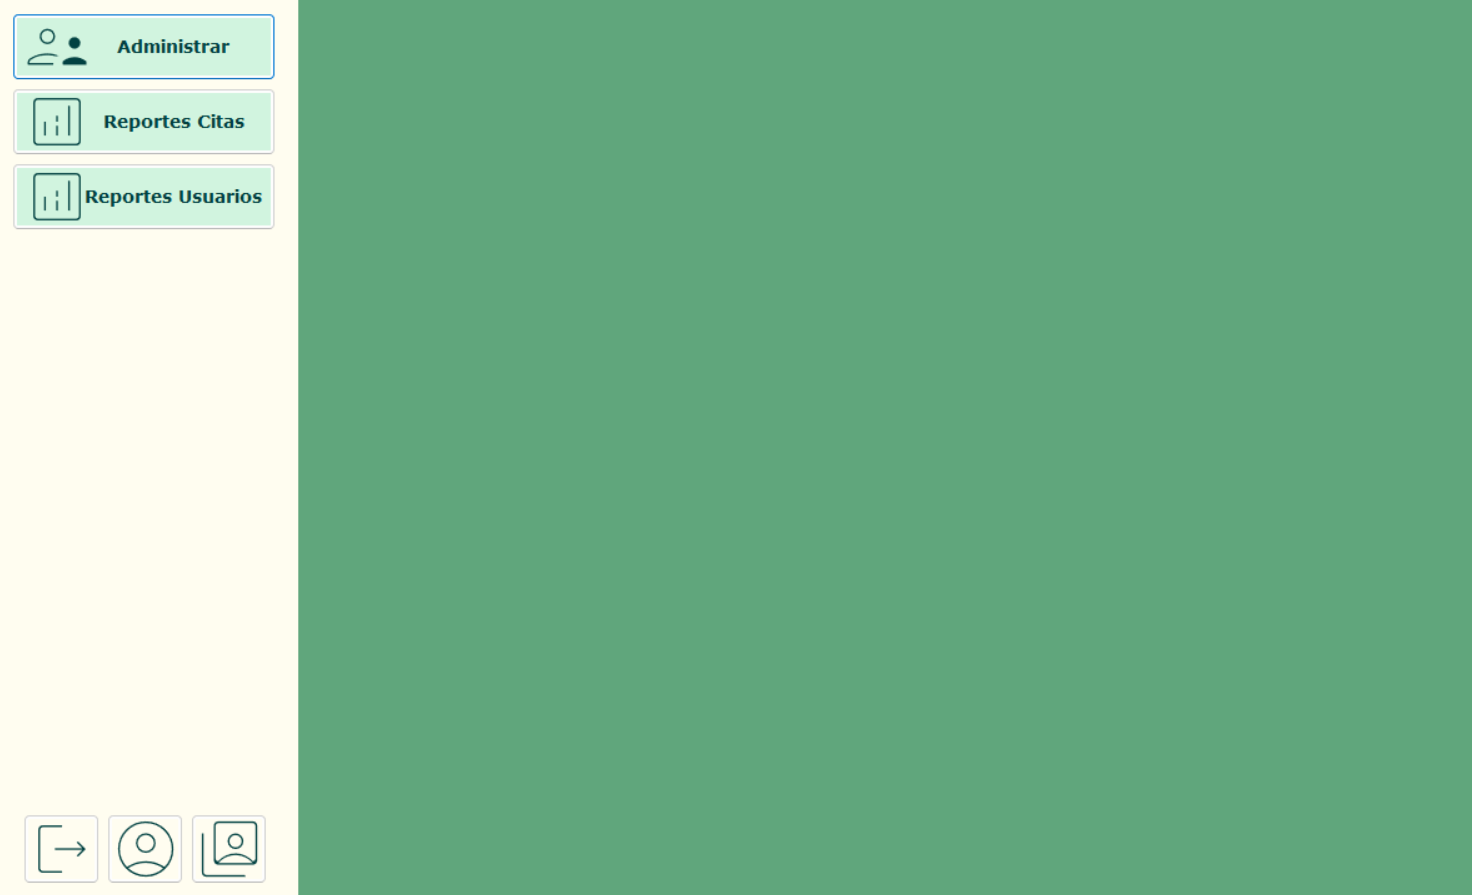 Administrar
Reportes Citas
Reportes Usuarios